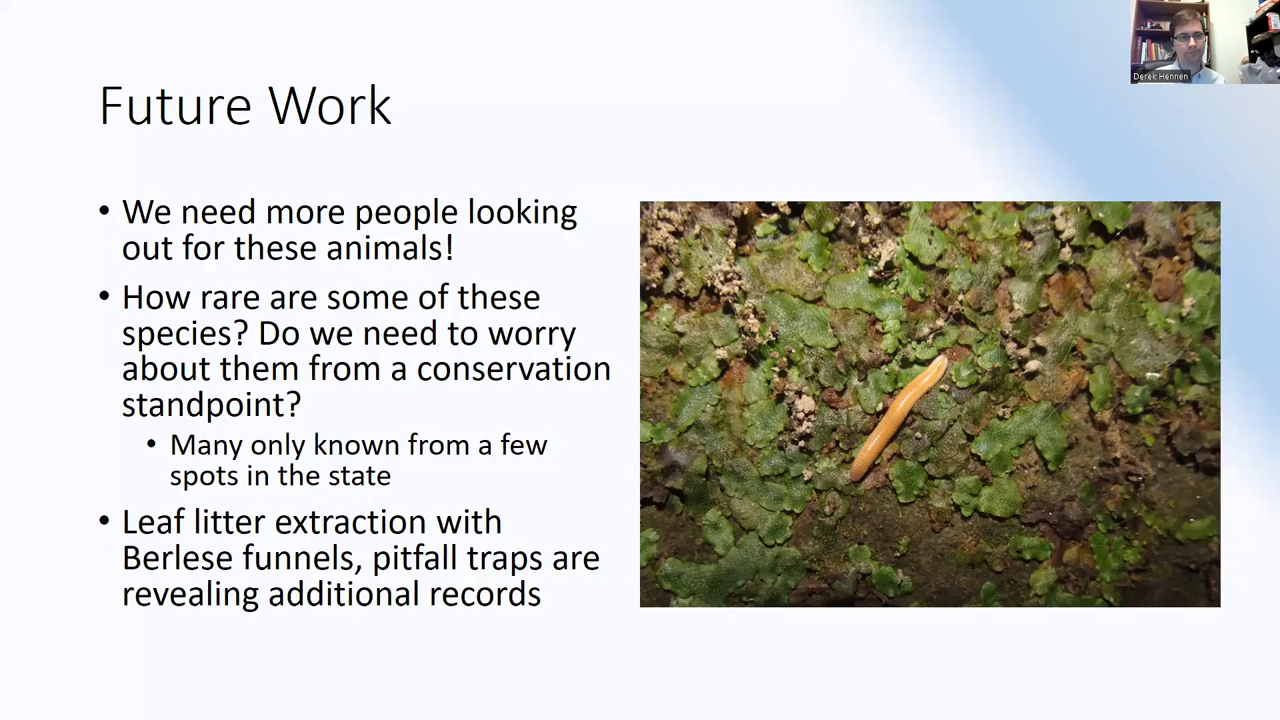 Derek Hennen
Future Work
• We need more people looking
out for these animals!
• How rare are some of these
species? Do we need to worry
about them from a conservation
standpoint?
• Many only known from a few
spots in the state
• Leaf litter extraction with
Berlese funnels, pitfall traps are
revealing additional records